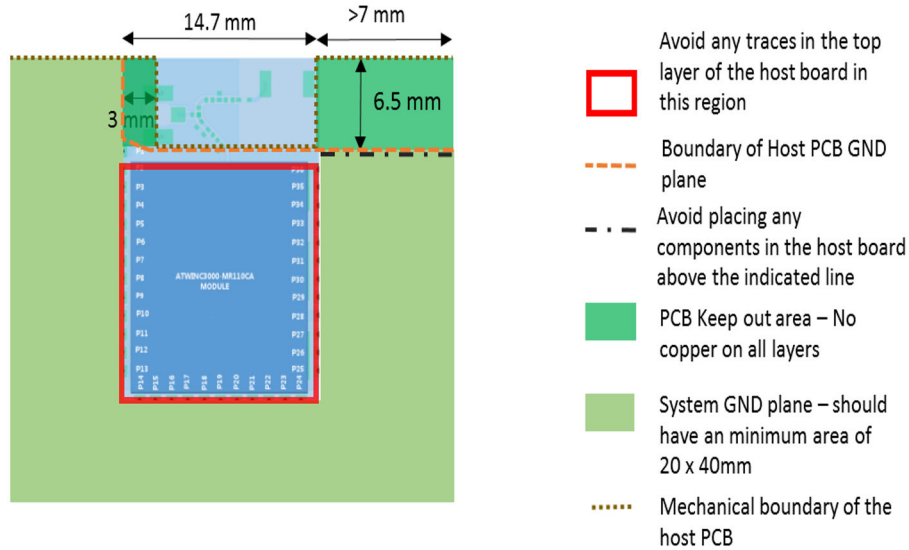 14.7 mm
>7 mm
6.5 mm
3 mm
P3
P4
P5
P6
P7
P8
P9
P10
P11
P12
P13
P14
P15
P16
P17
P18
P19
P20
P21
P22
P23
P24
P36
P35
P34
P33
P32
P31
P30
P29
P28
P27
P26
P25
ATWINC3000-MR110CA
MODULE
Avoid any traces in the top
layer of the host board in
this region
Boundary of Host PCB GND
plane
Avoid placing any
components in the host board
above the indicated line
PCB Keep out area – No
copper on all layers
System GND plane – should
have an minimum area of
20 x 40mm
Mechanical boundary of the
host PCB